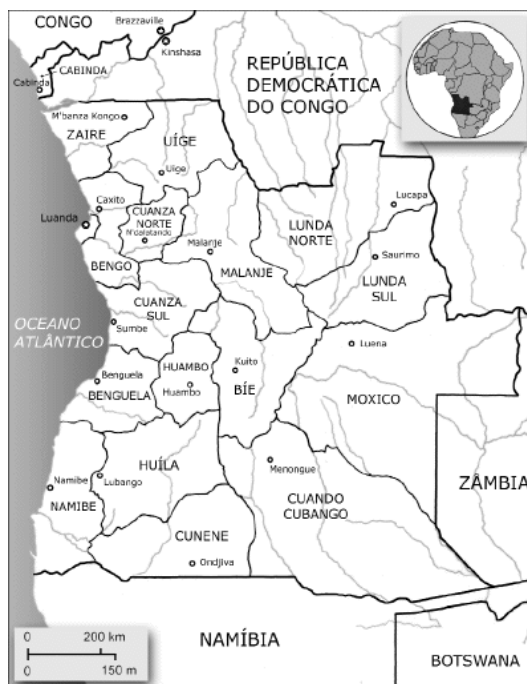 CONGO
Brazzaville
Kinshasa
CABINDA
Cabinda
REPÚBLICA
DEMOCRÁTICA
DO CONGO
M'banza Kongo
ZAIRE
UÍGE
Uige
Caxito
Lucapa
Luanda
CUANZA
NORTE
N'dalatando
LUNDA
NORTE
Malanje
Saurimo
BENGO
MALANJE
LUNDA
SUL
CUANZA
SUL
OCEANO
ATLÂNTICO
Sumbe
Luena
HUAMBO
Kuito
Benguela
Huambo
BÍE
BENGUELA
MOXICO
HUÍLA
Menongue
Lubango
Namibe
ZÂMBIA
NAMIBE
CUANDO
CUBANGO
CUNENE
Ondjiva
0 200 km
0 150 m
NAMÍBIA
BOTSWANA